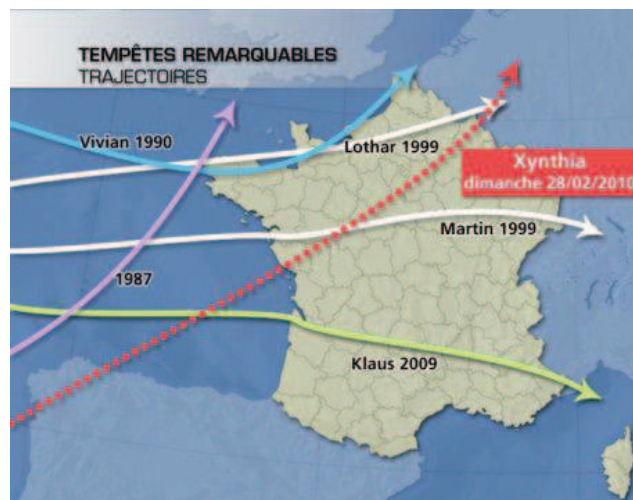 TEMPÊTES REMARQUABLES
TRAJECTOIRES
Vivian 1990
Lothar 1999
Xynthia
dimanche 28/02/2010
Martin 1999
1987
Klaus 2009